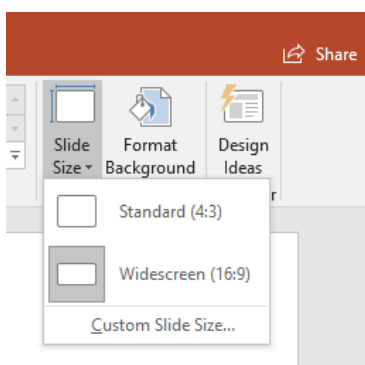 Share
Slide Format Design
Size Background Ideas
r
Standard (4:3)
Widescreen (16:9)
Custom Slide Size...